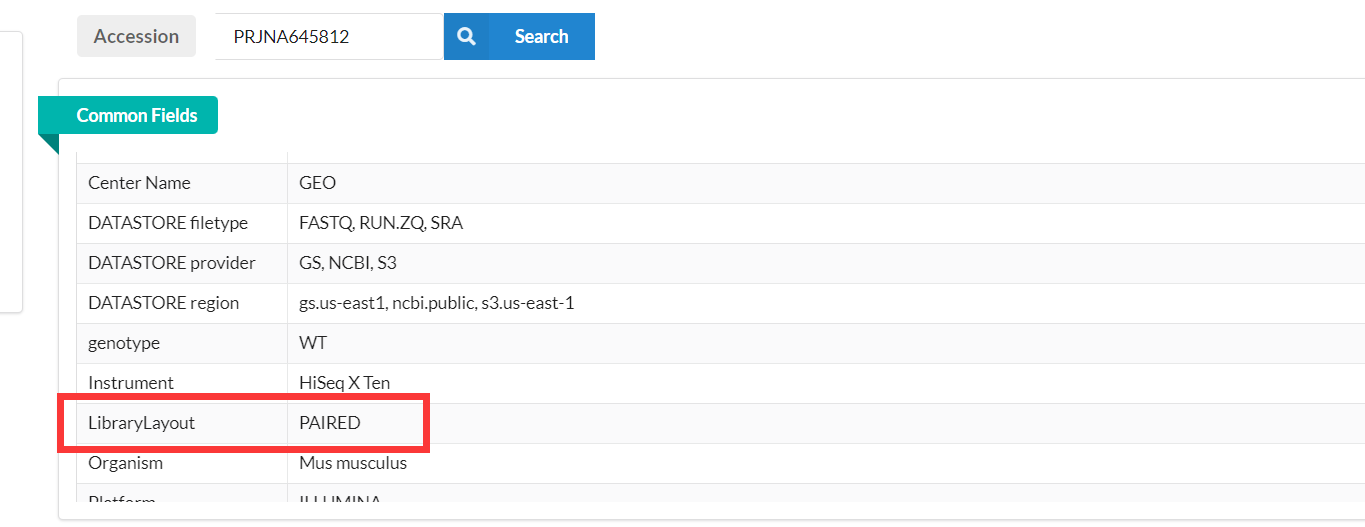 Accession PRJNA645812 Search
Common Fields
Center Name GEO
DATASTORE filetype FASTQ, RUN.ZQ, SRA
DATASTORE provider GS, NCBI, S3
DATASTORE region gs.us-east1, ncbi.public, s3.us-east-1
genotype WT
Instrument HiSeq X Ten
LibraryLayout PAIRED
Organism Mus musculus
Platform ILLUMINA